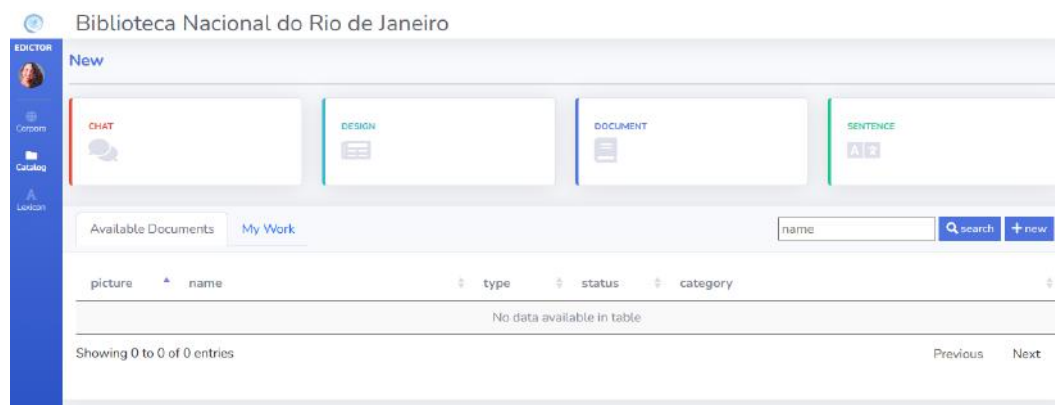 Biblioteca Nacional do Rio de Janeiro
EDICTOR
New
Corpora
Catalog
Lexicon
CHAT
DESIGN
DOCUMENT
SENTENCE
Available Documents My Work name search + new
picture name type status category
No data available in table
Showing 0 to 0 of 0 entries Previous Next